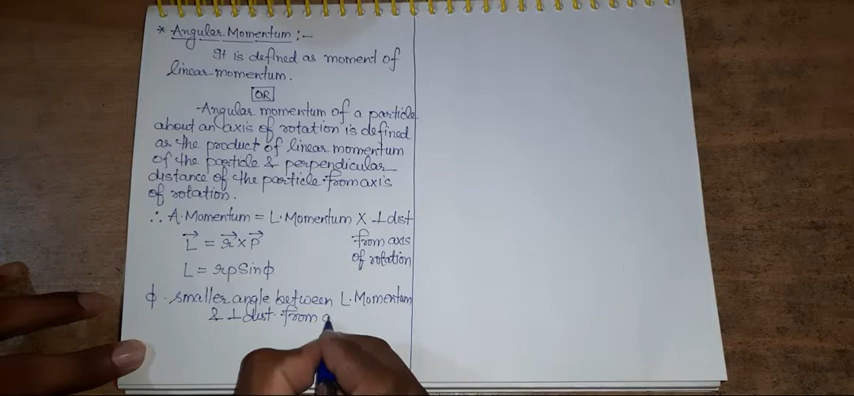 * Angular Momentum :-
It is defined as moment of
linear momentum.
OR
Angular momentum of a particle
about an axis of rotation is defined
as the product of linear momentum
of the particle & perpendicular
distance of the particle from axis
of rotation.
∴ A. Momentum = L. Momentum × ⊥ dist
from axis
of rotation
L⃗ = r⃗ × p⃗
L = rp Sinϕ
ϕ. smaller angle between L. Momentum
& ⊥ dist. from a